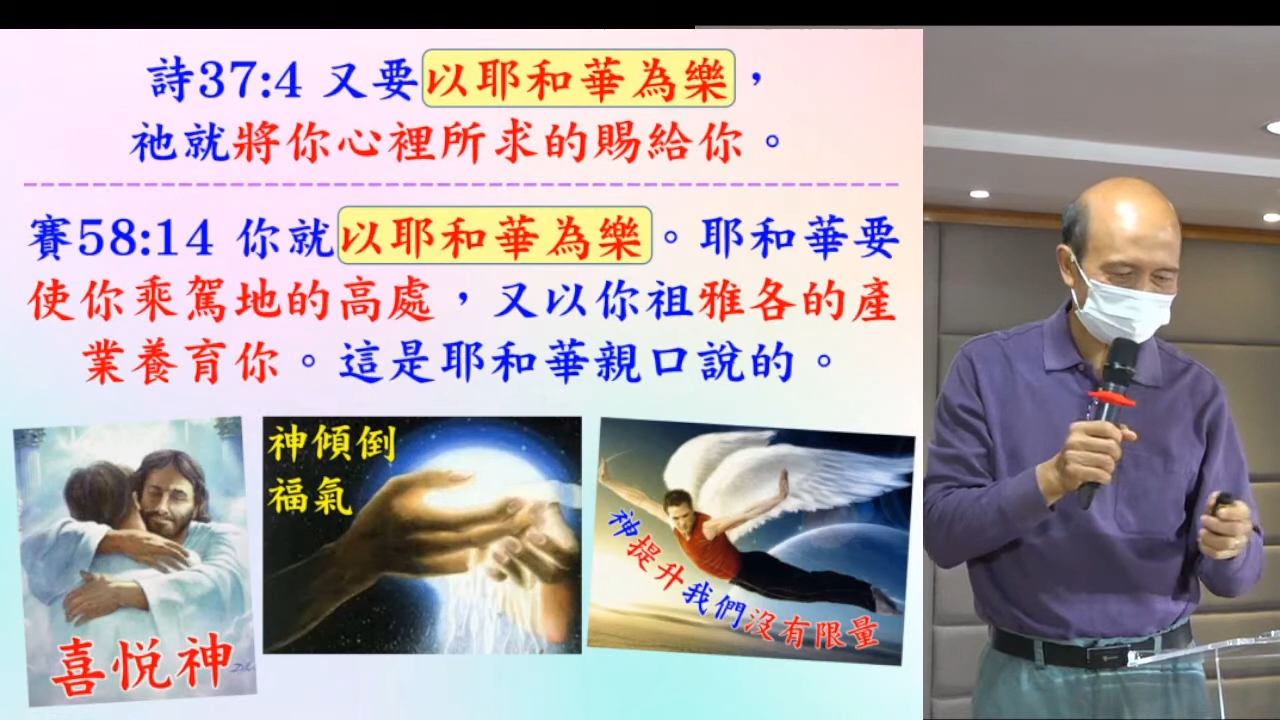 詩37:4 又要以耶和華為樂，
祂就將你心裡所求的賜給你。
賽58:14 你就以耶和華為樂。耶和華要
使你乘駕地的高處，又以你祖雅各的產
業養育你。這是耶和華親口說的。
喜悅神
神傾倒
福氣
神提升我們沒有限量